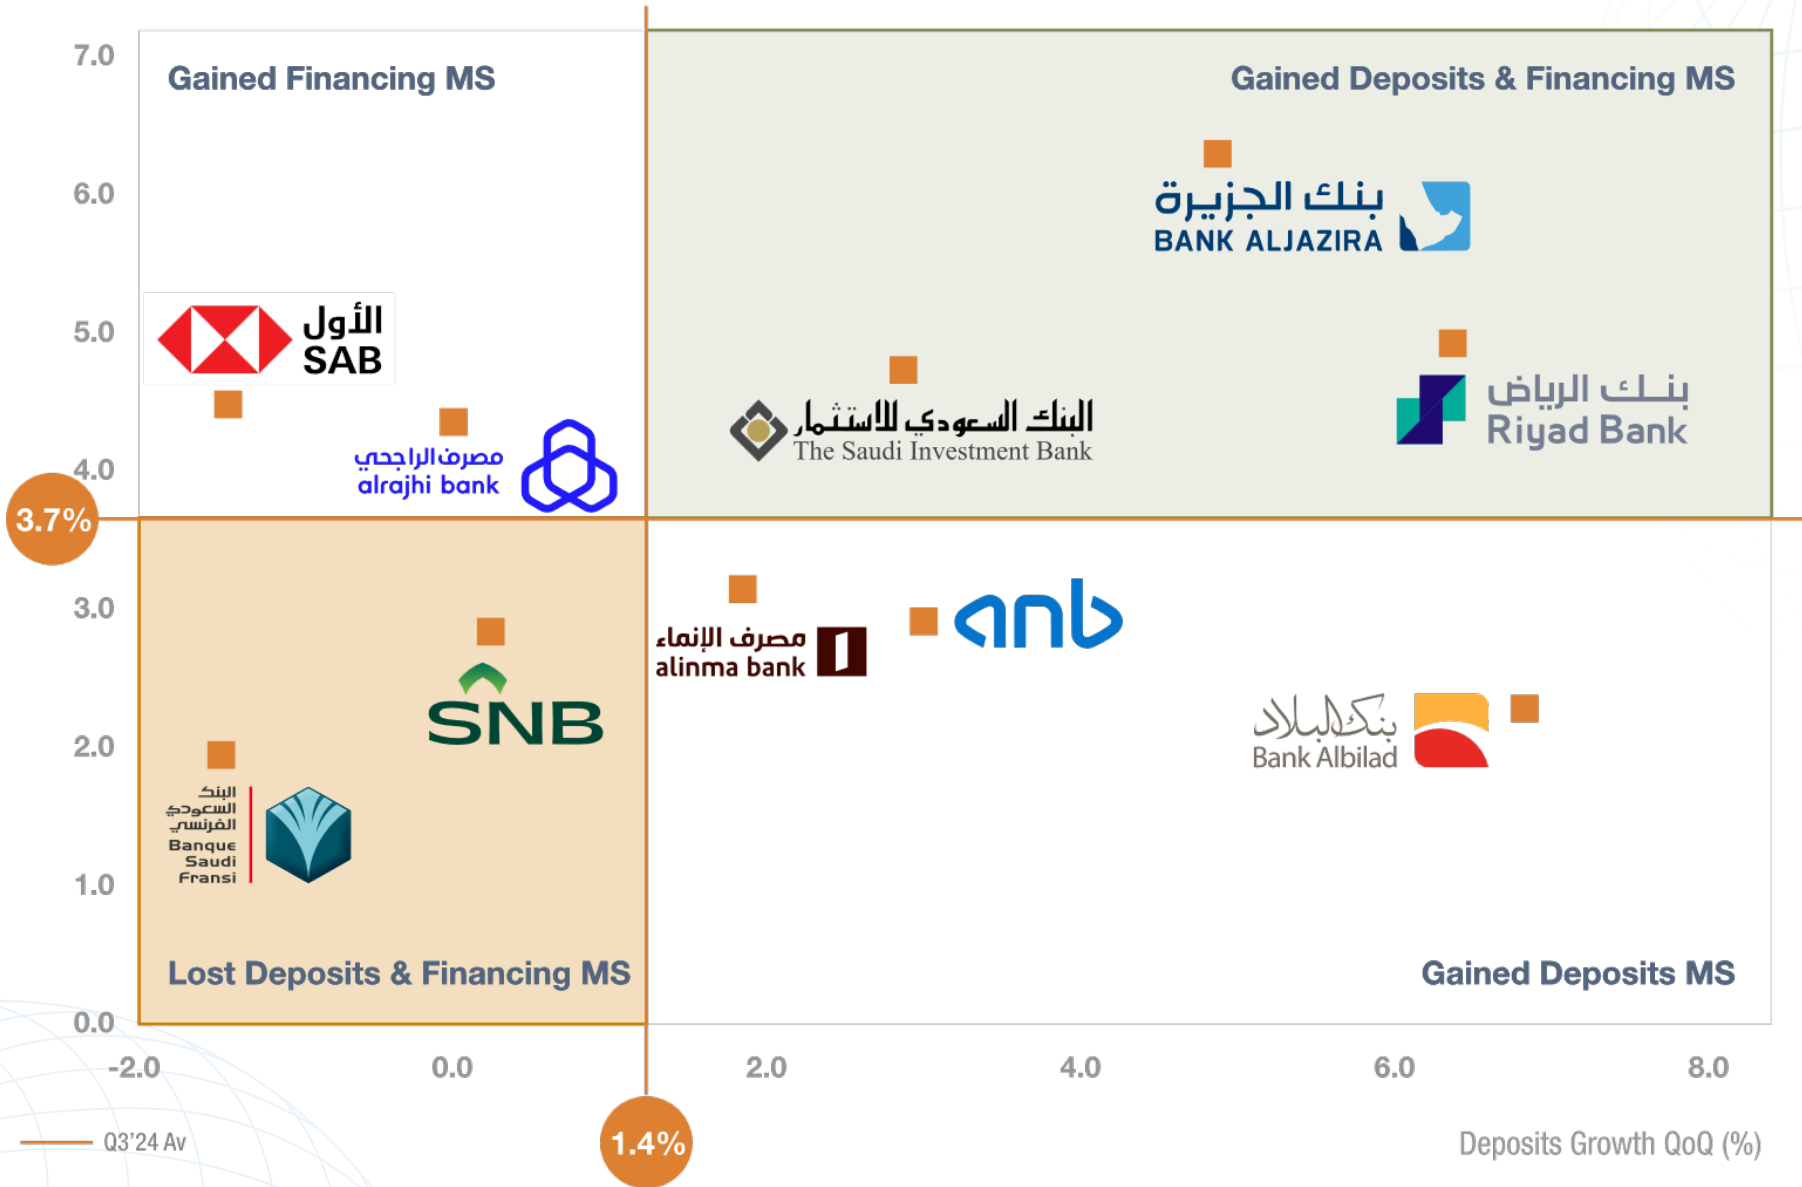 7.0
Gained Financing MS
Gained Deposits & Financing MS
6.0
بنك الجزيرة
BANK ALJAZIRA
5.0
الأول
SAB
بنك الرياض
Riyad Bank
البنك السعودي للاستثمار
The Saudi Investment Bank
مصرف الراجحي
alrajhi bank
4.0
3.7%
3.0
anb
مصرف الإنماء
alinma bank
SNB
بنك البلاد
Bank Albilad
2.0
البنك
السعودي
الفرنسي
Banque
Saudi
Fransi
1.0
Lost Deposits & Financing MS
Gained Deposits MS
0.0
-2.0
0.0
2.0
4.0
6.0
8.0
Q3'24 Av
1.4%
Deposits Growth QoQ (%)